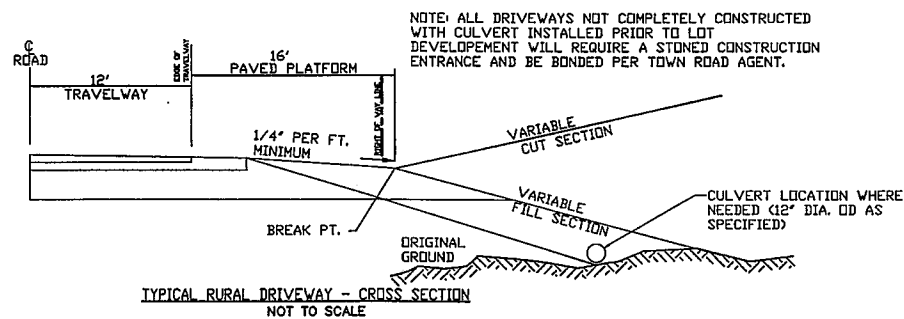 NOTE: ALL DRIVEWAYS NOT COMPLETELY CONSTRUCTED
WITH CULVERT INSTALLED PRIOR TO LOT
DEVELOPEMENT WILL REQUIRE A STONED CONSTRUCTION
ENTRANCE AND BE BONDED PER TOWN ROAD AGENT.
℄
ROAD
EDGE OF
TRAVELWAY
12'
TRAVELWAY
16'
PAVED PLATFORM
RIGHT OF WAY LINE
1/4" PER FT.
MINIMUM
VARIABLE
CUT SECTION
VARIABLE
FILL SECTION
BREAK PT.
CULVERT LOCATION WHERE
NEEDED (12" DIA. OD AS
SPECIFIED)
ORIGINAL
GROUND
TYPICAL RURAL DRIVEWAY - CROSS SECTION
NOT TO SCALE